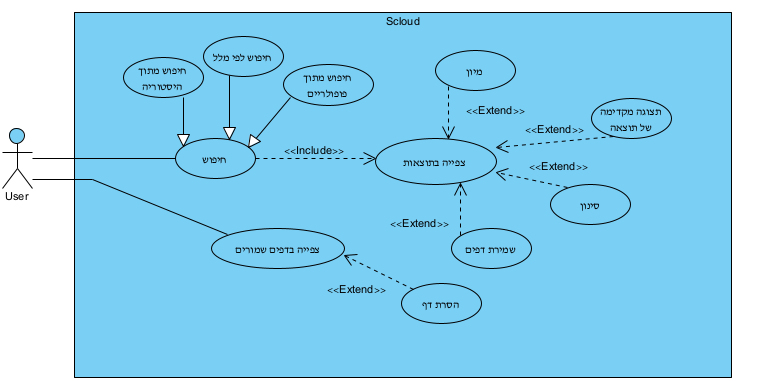 Scloud
חיפוש מתוך
היסטוריה
חיפוש לפי מלל
חיפוש מתוך
פופולריים
מיון
<<Extend>>
תצוגה מקדימה
של תוצאה
<<Extend>>
User
חיפוש
<<Include>>
צפייה בתוצאות
<<Extend>>
סינון
<<Extend>>
שמירת דפים
צפייה בדפים שמורים
<<Extend>>
הסרת דף